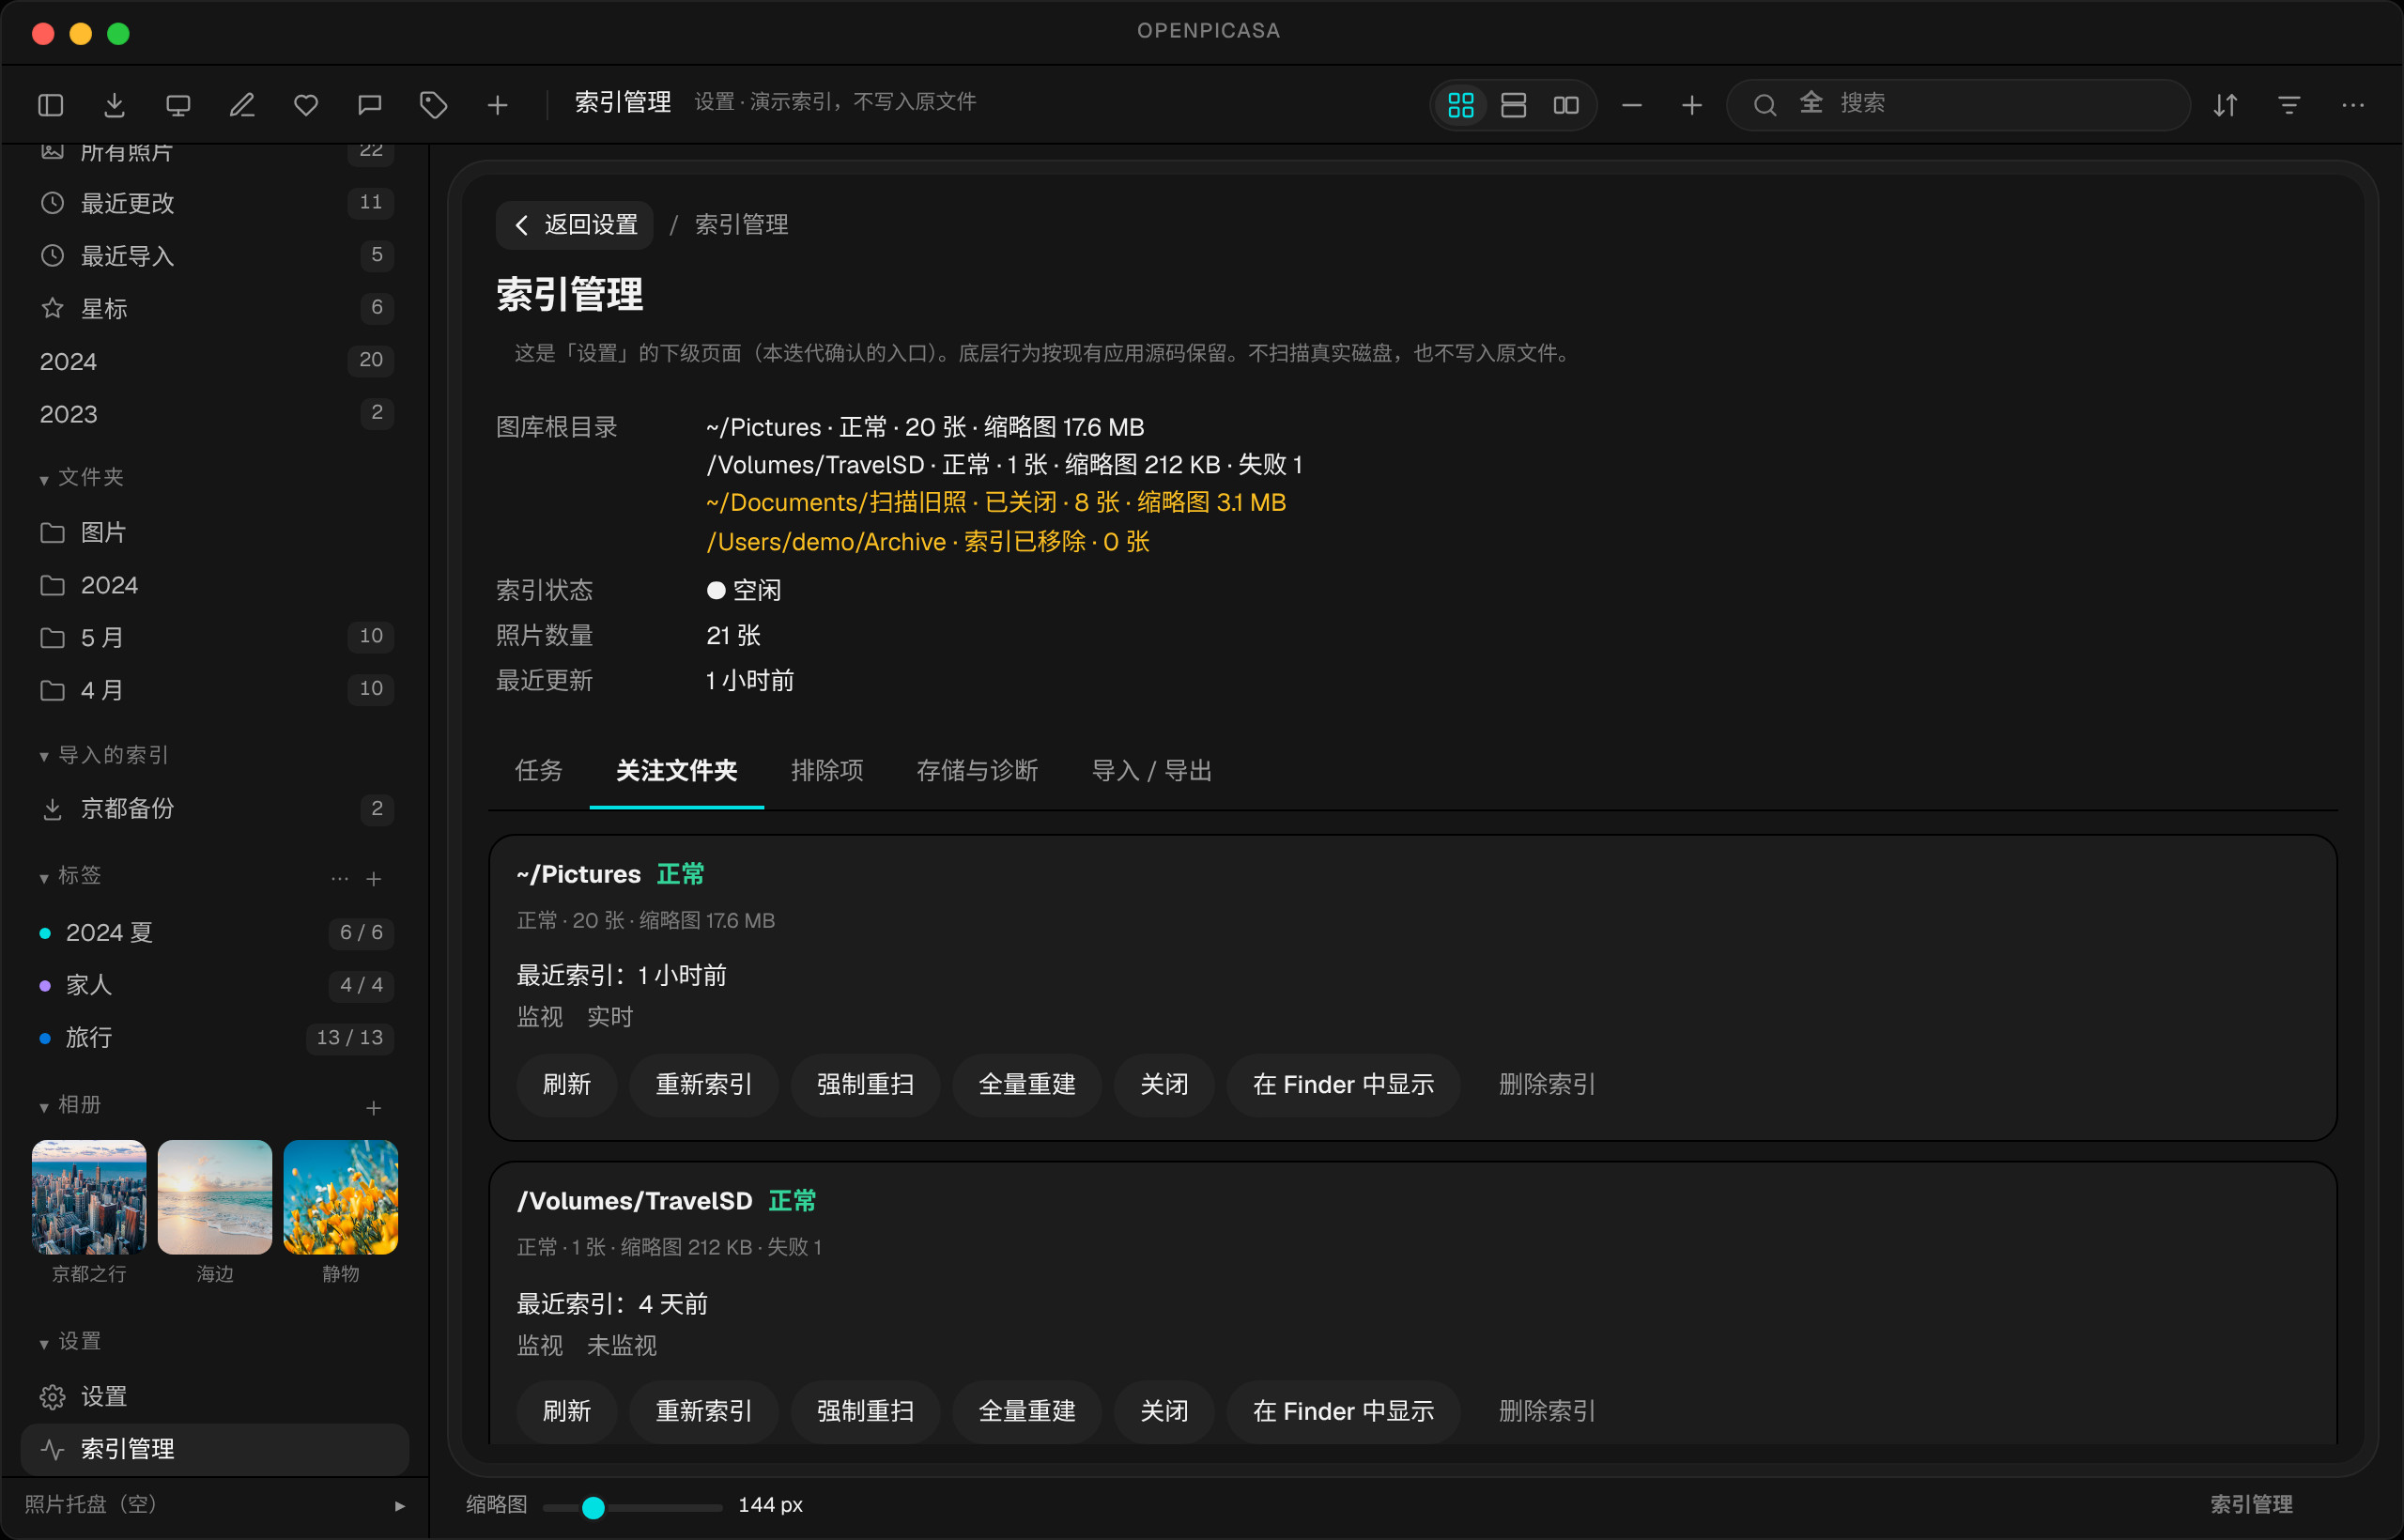 OPENPICASA
索引管理 设置 · 演示索引，不写入原文件
全 搜索
所有照片 22
最近更改 11
最近导入 5
星标 6
2024 20
2023 2
文件夹
图片
2024
5 月 10
4 月 10
导入的索引
京都备份 2
标签
2024 夏 6 / 6
家人 4 / 4
旅行 13 / 13
相册
京都之行 海边 静物
设置
设置
索引管理
照片托盘（空）
返回设置 / 索引管理
索引管理
这是「设置」的下级页面（本迭代确认的入口）。底层行为按现有应用源码保留。不扫描真实磁盘，也不写入原文件。
图库根目录 ~/Pictures · 正常 · 20 张 · 缩略图 17.6 MB
/Volumes/TravelSD · 正常 · 1 张 · 缩略图 212 KB · 失败 1
~/Documents/扫描旧照 · 已关闭 · 8 张 · 缩略图 3.1 MB
/Users/demo/Archive · 索引已移除 · 0 张
索引状态 空闲
照片数量 21 张
最近更新 1 小时前
任务 关注文件夹 排除项 存储与诊断 导入 / 导出
~/Pictures 正常
正常 · 20 张 · 缩略图 17.6 MB
最近索引：1 小时前
监视 实时
刷新 重新索引 强制重扫 全量重建 关闭 在 Finder 中显示 删除索引
/Volumes/TravelSD 正常
正常 · 1 张 · 缩略图 212 KB · 失败 1
最近索引：4 天前
监视 未监视
刷新 重新索引 强制重扫 全量重建 关闭 在 Finder 中显示 删除索引
缩略图 144 px
索引管理